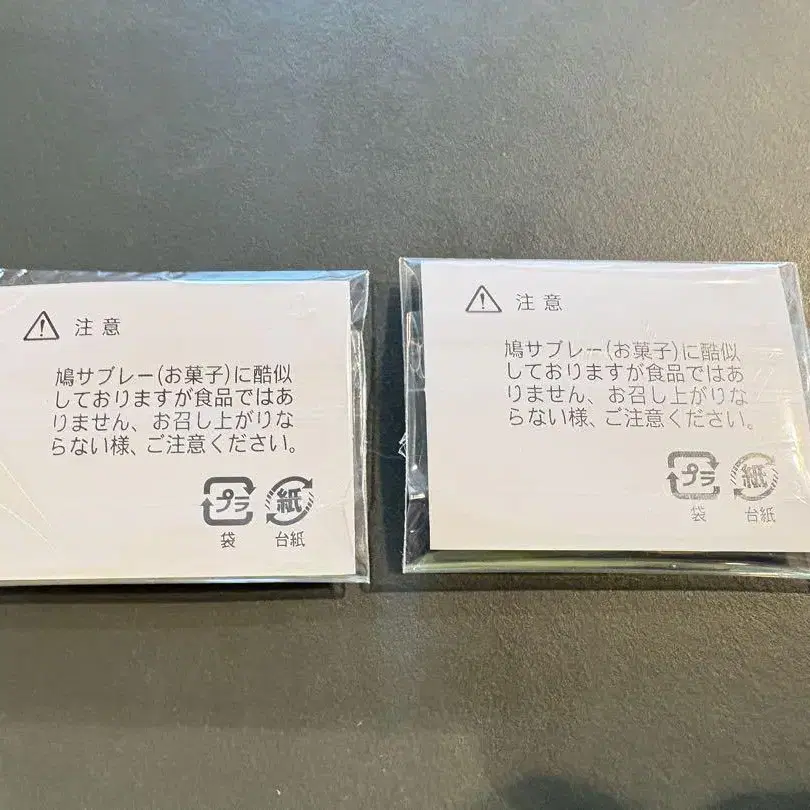 注意
鳩サブレー(お菓子)に酷似
しておりますが食品ではあ
りません、お召し上がりな
らない様、ご注意ください。
プラ
紙
袋
台紙
注意
鳩サブレー(お菓子)に酷似
しておりますが食品ではあ
りません、お召し上がりな
らない様、ご注意ください。
プラ
紙
袋
台紙